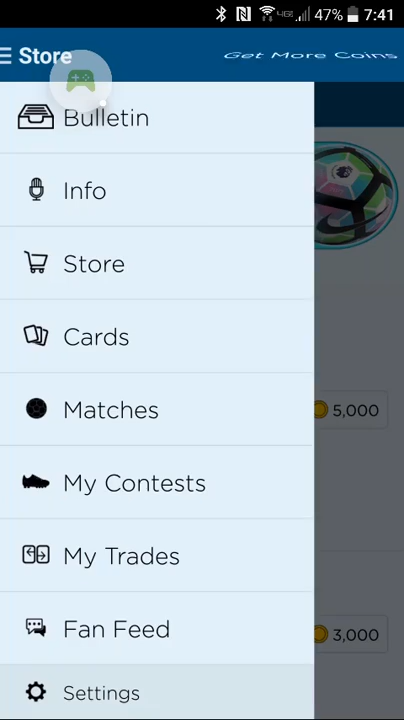 47% 7:41
Store Get More Coins
Bulletin
Info
Store
Cards
5,000
Matches
My Contests
My Trades
Fan Feed
3,000
Settings